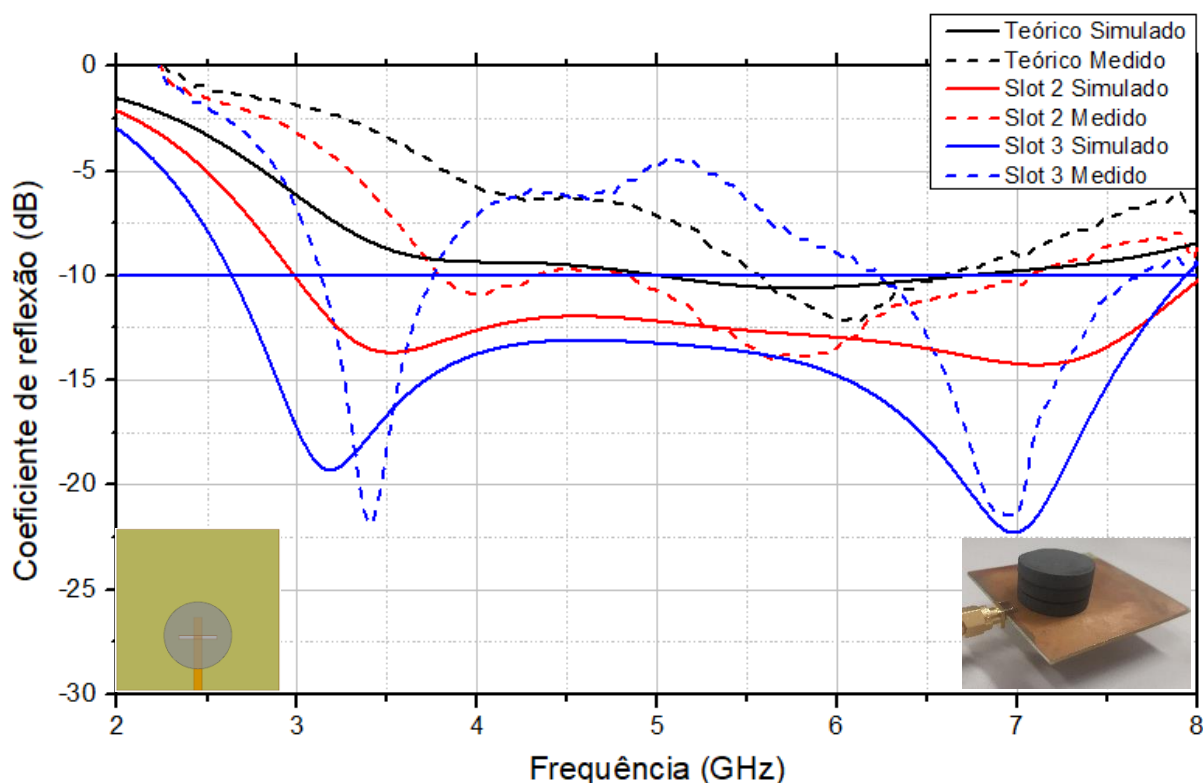 Teórico Simulado
Teórico Medido
Slot 2 Simulado
Slot 2 Medido
Slot 3 Simulado
Slot 3 Medido
Coeficiente de reflexão (dB)
0
-5
-10
-15
-20
-25
-30
2 3 4 5 6 7 8
Frequência (GHz)